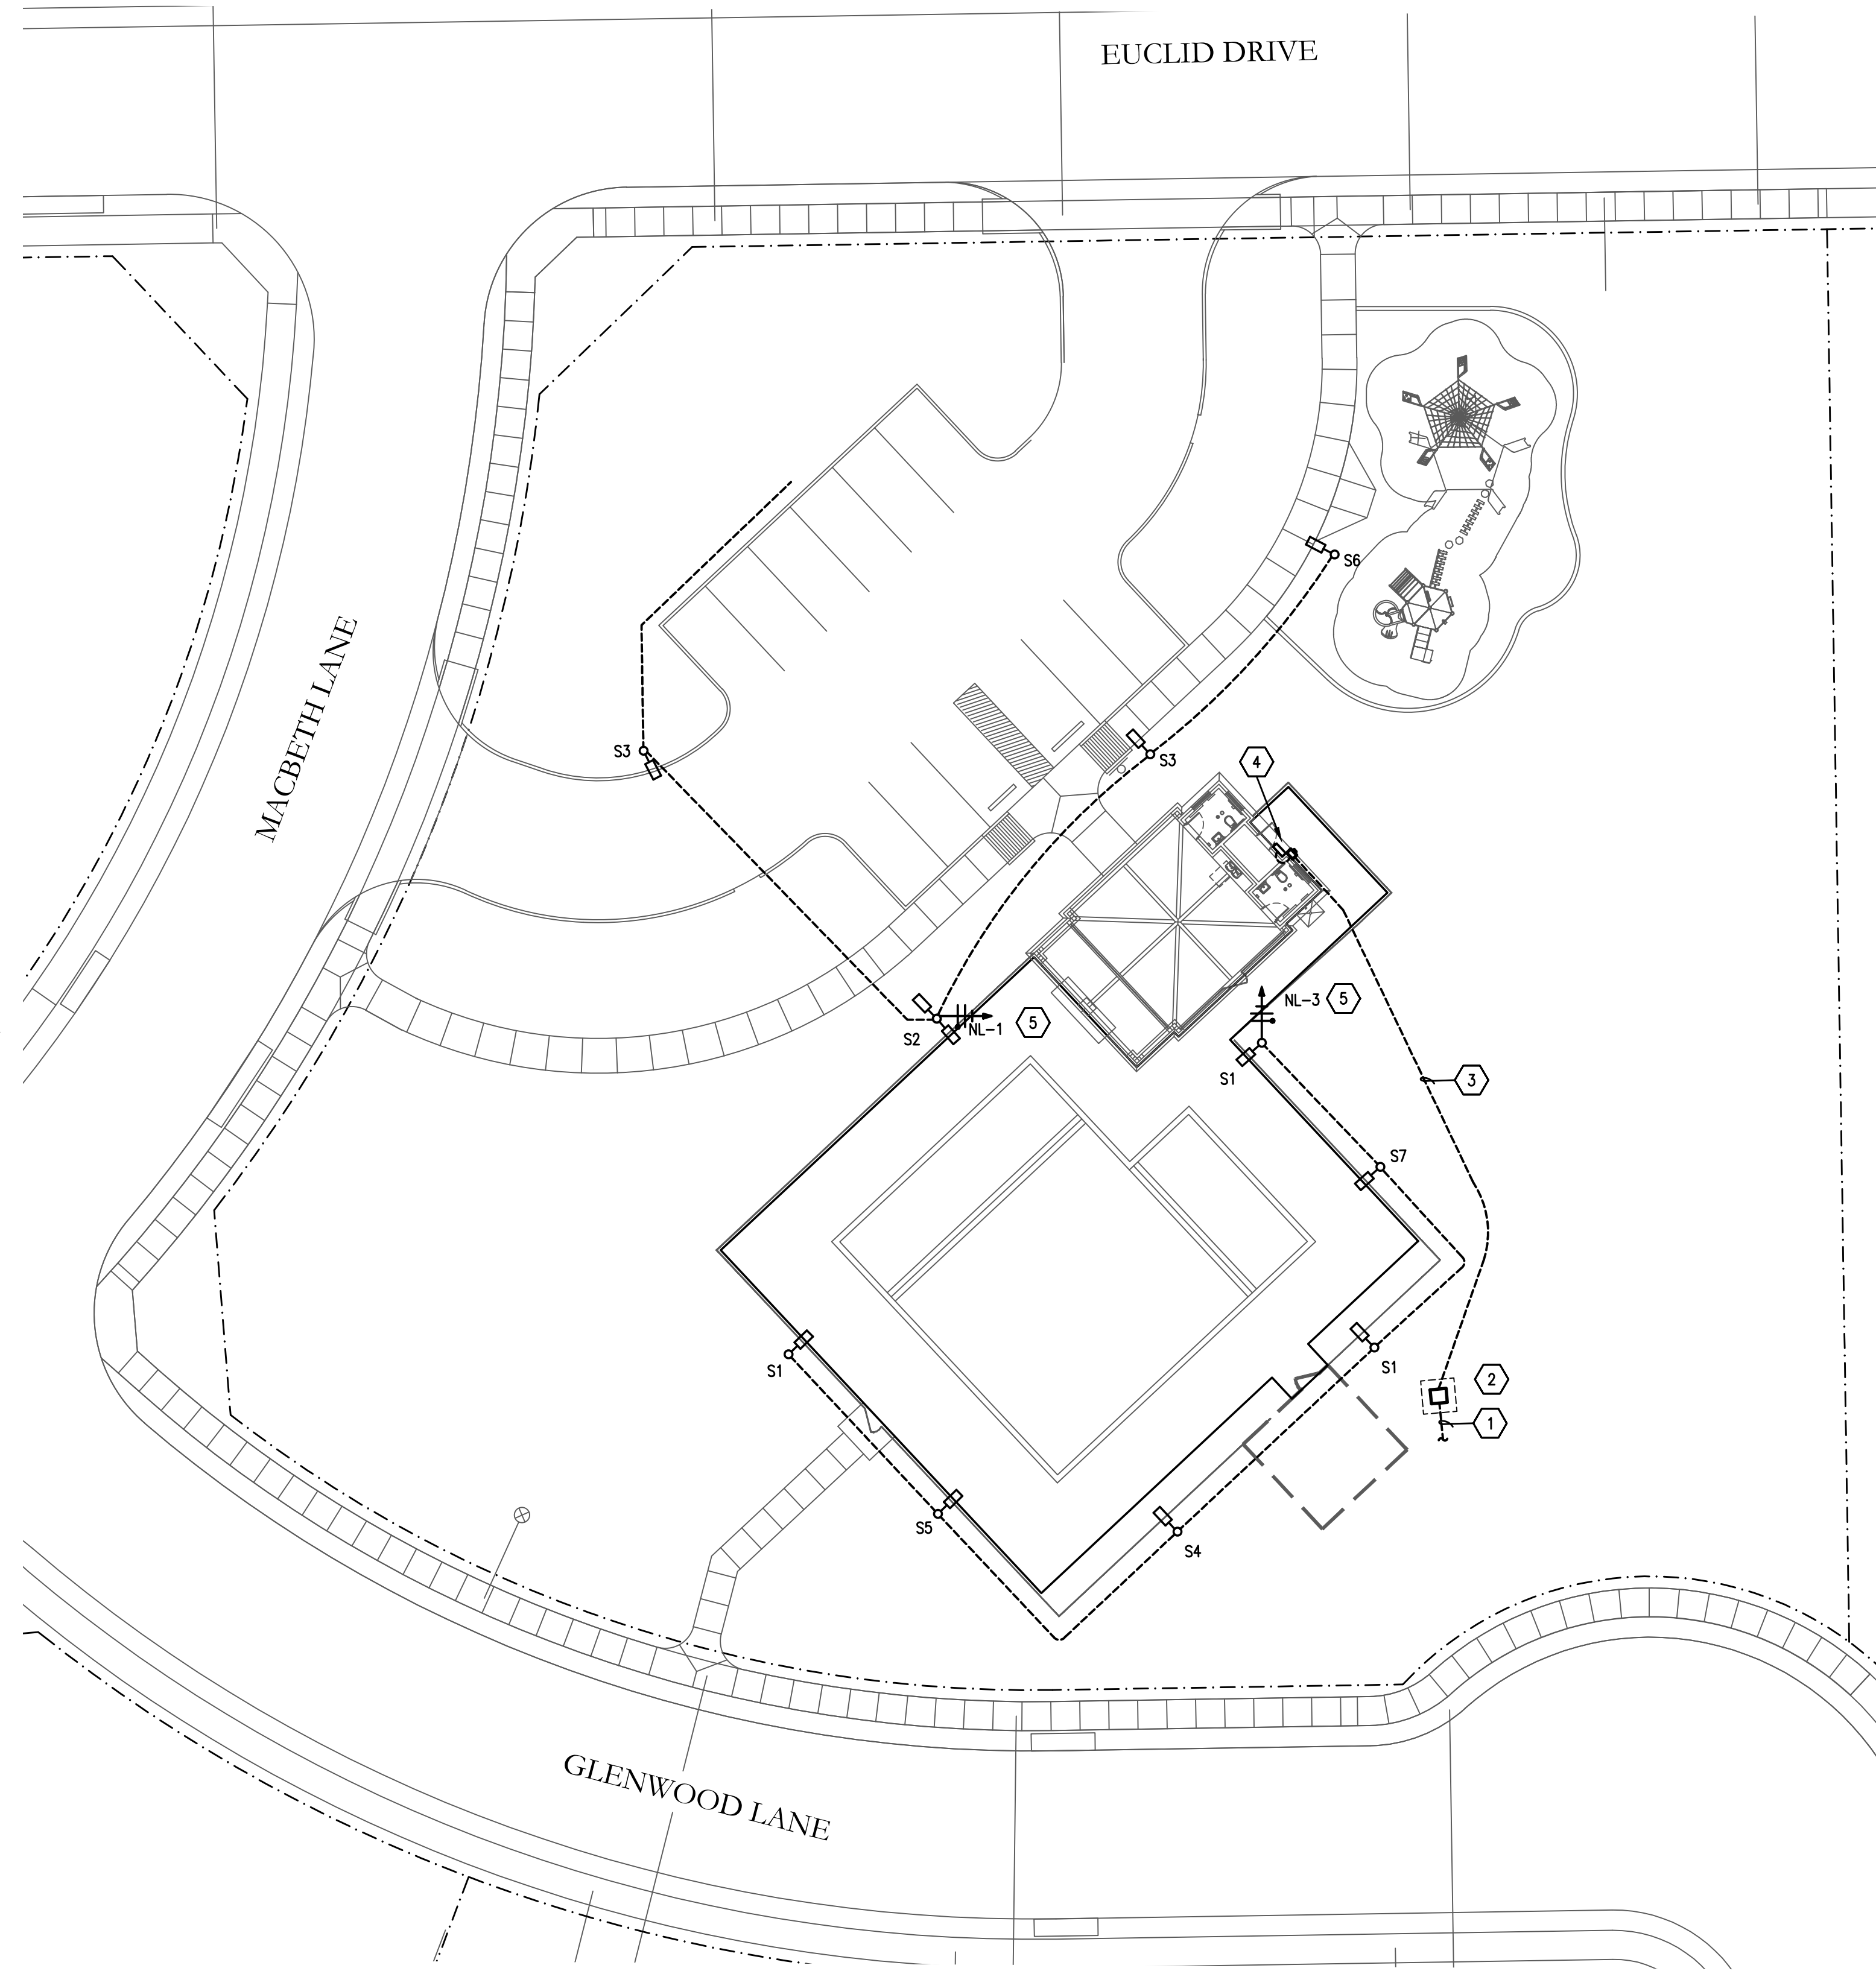 EUCLID DRIVE
S6
MACBETH LANE
S3
S3
4
NL-3
5
NL-1
5
S2
S1
3
S7
S1
S1
2
1
S5
S4
GLENWOOD LANE